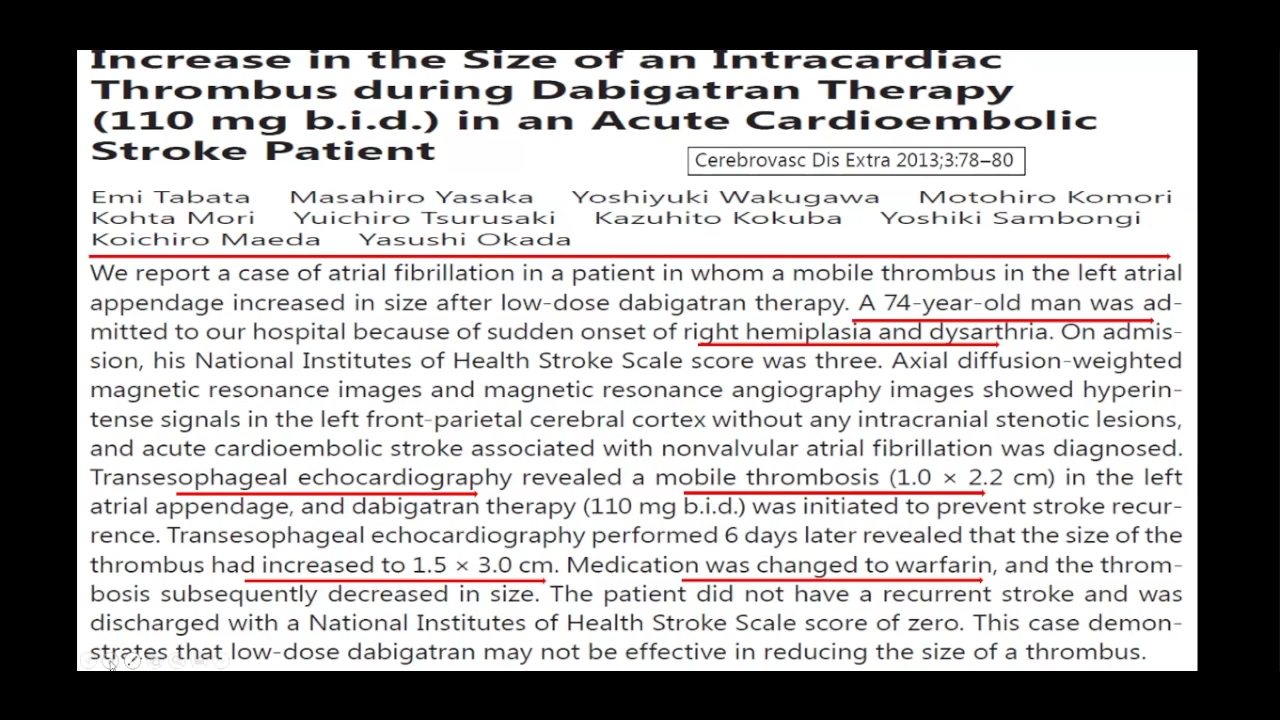 Increase in the Size of an Intracardiac
Thrombus during Dabigatran Therapy
(110 mg b.i.d.) in an Acute Cardioembolic
Stroke Patient
Cerebrovasc Dis Extra 2013;3:78–80
Emi Tabata Masahiro Yasaka Yoshiyuki Wakugawa Motohiro Komori
Kohta Mori Yuichiro Tsurusaki Kazuhito Kokuba Yoshiki Sambongi
Koichiro Maeda Yasushi Okada
We report a case of atrial fibrillation in a patient in whom a mobile thrombus in the left atrial
appendage increased in size after low-dose dabigatran therapy. A 74-year-old man was ad-
mitted to our hospital because of sudden onset of right hemiplasia and dysarthria. On admis-
sion, his National Institutes of Health Stroke Scale score was three. Axial diffusion-weighted
magnetic resonance images and magnetic resonance angiography images showed hyperin-
tense signals in the left front-parietal cerebral cortex without any intracranial stenotic lesions,
and acute cardioembolic stroke associated with nonvalvular atrial fibrillation was diagnosed.
Transesophageal echocardiography revealed a mobile thrombosis (1.0 × 2.2 cm) in the left
atrial appendage, and dabigatran therapy (110 mg b.i.d.) was initiated to prevent stroke recur-
rence. Transesophageal echocardiography performed 6 days later revealed that the size of the
thrombus had increased to 1.5 × 3.0 cm. Medication was changed to warfarin, and the throm-
bosis subsequently decreased in size. The patient did not have a recurrent stroke and was
discharged with a National Institutes of Health Stroke Scale score of zero. This case demon-
strates that low-dose dabigatran may not be effective in reducing the size of a thrombus.